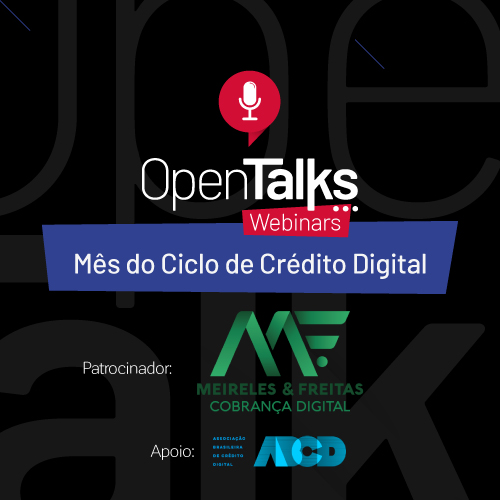 OpenTalks
Webinars
Mês do Ciclo de Crédito Digital
Patrocinador:
MF
MEIRELES & FREITAS
COBRANÇA DIGITAL
Apoio:
ASSOCIAÇÃO
BRASILEIRA
DE CRÉDITO
DIGITAL
ABCD